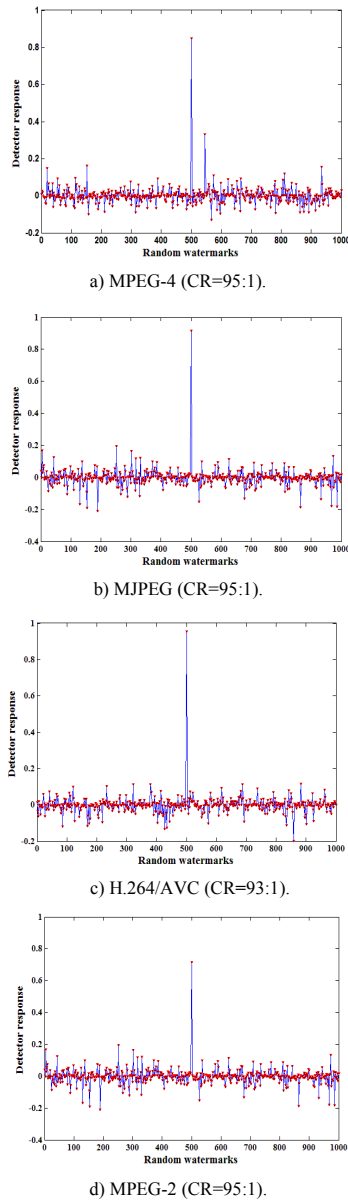 1
0.8
0.6
0.4
0.2
0
-0.2
Detector response
0 100 200 300 400 500 600 700 800 900 1000
Random watermarks
a) MPEG-4 (CR=95:1).
1
0.8
0.6
0.4
0.2
0
-0.2
-0.4
Detector response
0 100 200 300 400 500 600 700 800 900 1000
Random watermarks
b) MJPEG (CR=95:1).
1
0.8
0.6
0.4
0.2
0
-0.2
Detector response
0 100 200 300 400 500 600 700 800 900 1000
Random watermarks
c) H.264/AVC (CR=93:1).
1
0.8
0.6
0.4
0.2
0
-0.2
-0.4
Detector response
0 100 200 300 400 500 600 700 800 900 1000
Random watermarks
d) MPEG-2 (CR=95:1).